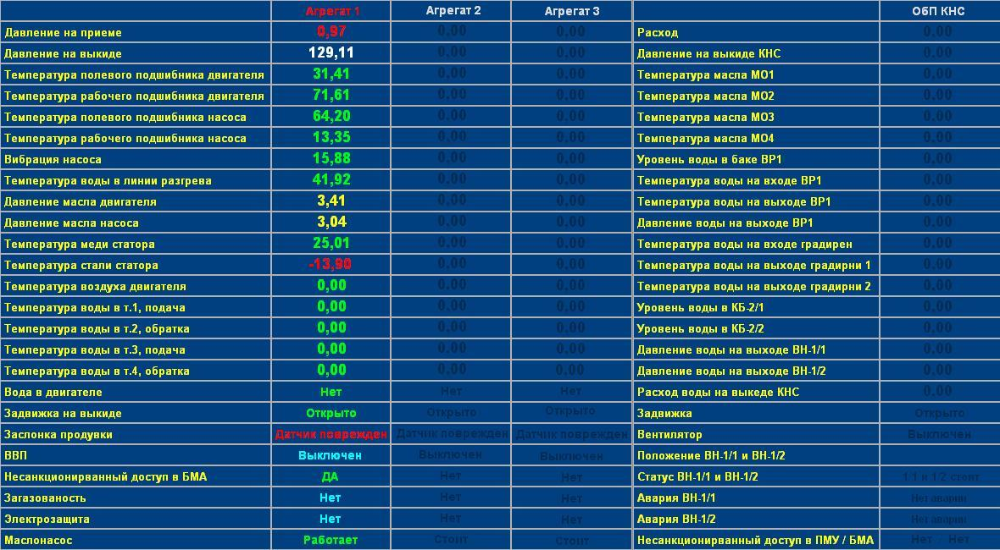 Агрегат 1 Агрегат 2 Агрегат 3 ОбП КНС
Давление на приеме 0,97 0,00 0,00 Расход 0,00
Давление на выкиде 129,11 0,00 0,00 Давление на выкиде КНС 0,00
Температура полевого подшибника двигателя 31,41 0,00 0,00 Температура масла МО1 0,00
Температура рабочего подшибника двигателя 71,61 0,00 0,00 Температура масла МО2 0,00
Температура полевого подшибника насоса 64,20 0,00 0,00 Температура масла МО3 0,00
Температура рабочего подшибника насоса 13,35 0,00 0,00 Температура масла МО4 0,90
Вибрация насоса 15,88 0,00 0,00 Уровень воды в баке ВР1 0,00
Температура воды в линии разгрева 41,92 0,00 0,00 Температура воды на входе ВР1 0,00
Давление масла двигателя 3,41 0,00 0,00 Температура воды на выходе ВР1 0,00
Давление масла насоса 3,04 0,00 0,00 Давление воды на выходе ВР1 0,00
Температура меди статора 25,01 0,00 0,00 Температура воды на входе градирен 0,00
Температура стали статора -13,90 0,00 0,00 Температура воды на выходе градирни 1 0,00
Температура воздуха двигателя 0,00 0,00 0,00 Температура воды на выходе градирни 2 0,00
Температура воды в т.1, подача 0,00 0,00 0,00 Уровень воды в КБ-2/1 0,00
Температура воды в т.2, обратка 0,00 0,00 0,00 Уровень воды в КБ-2/2 0,00
Температура воды в т.3, подача 0,00 0,00 0,00 Давление воды на выходе ВН-1/1 0,00
Температура воды в т.4, обратка 0,00 0,00 0,00 Давление воды на выходе ВН-1/2 0,00
Вода в двигателе Нет Нет Нет Расход воды на выкеде КНС 0,00
Задвижка на выкиде Открыто Открыто Открыто Задвижка Открыто
Заслонка продувки Датчик поврежден Датчик поврежден Датчик поврежден Вентилятор Выключен
ВВП Выключен Выключен Выключен Положение ВН-1/1 и ВН-1/2
Несанкционирванный доступ в БМА ДА Нет Нет Статус ВН-1/1 и ВН-1/2 1/1 и 1/2 стоит
Загазованость Нет Нет Нет Авария ВН-1/1 Нет аварии
Электрозащита Нет Нет Нет Авария ВН-1/2 Нет аварии
Маслонасос Работает Стоит Стоит Несанкционирванный доступ в ПМУ / БМА Нет / Нет